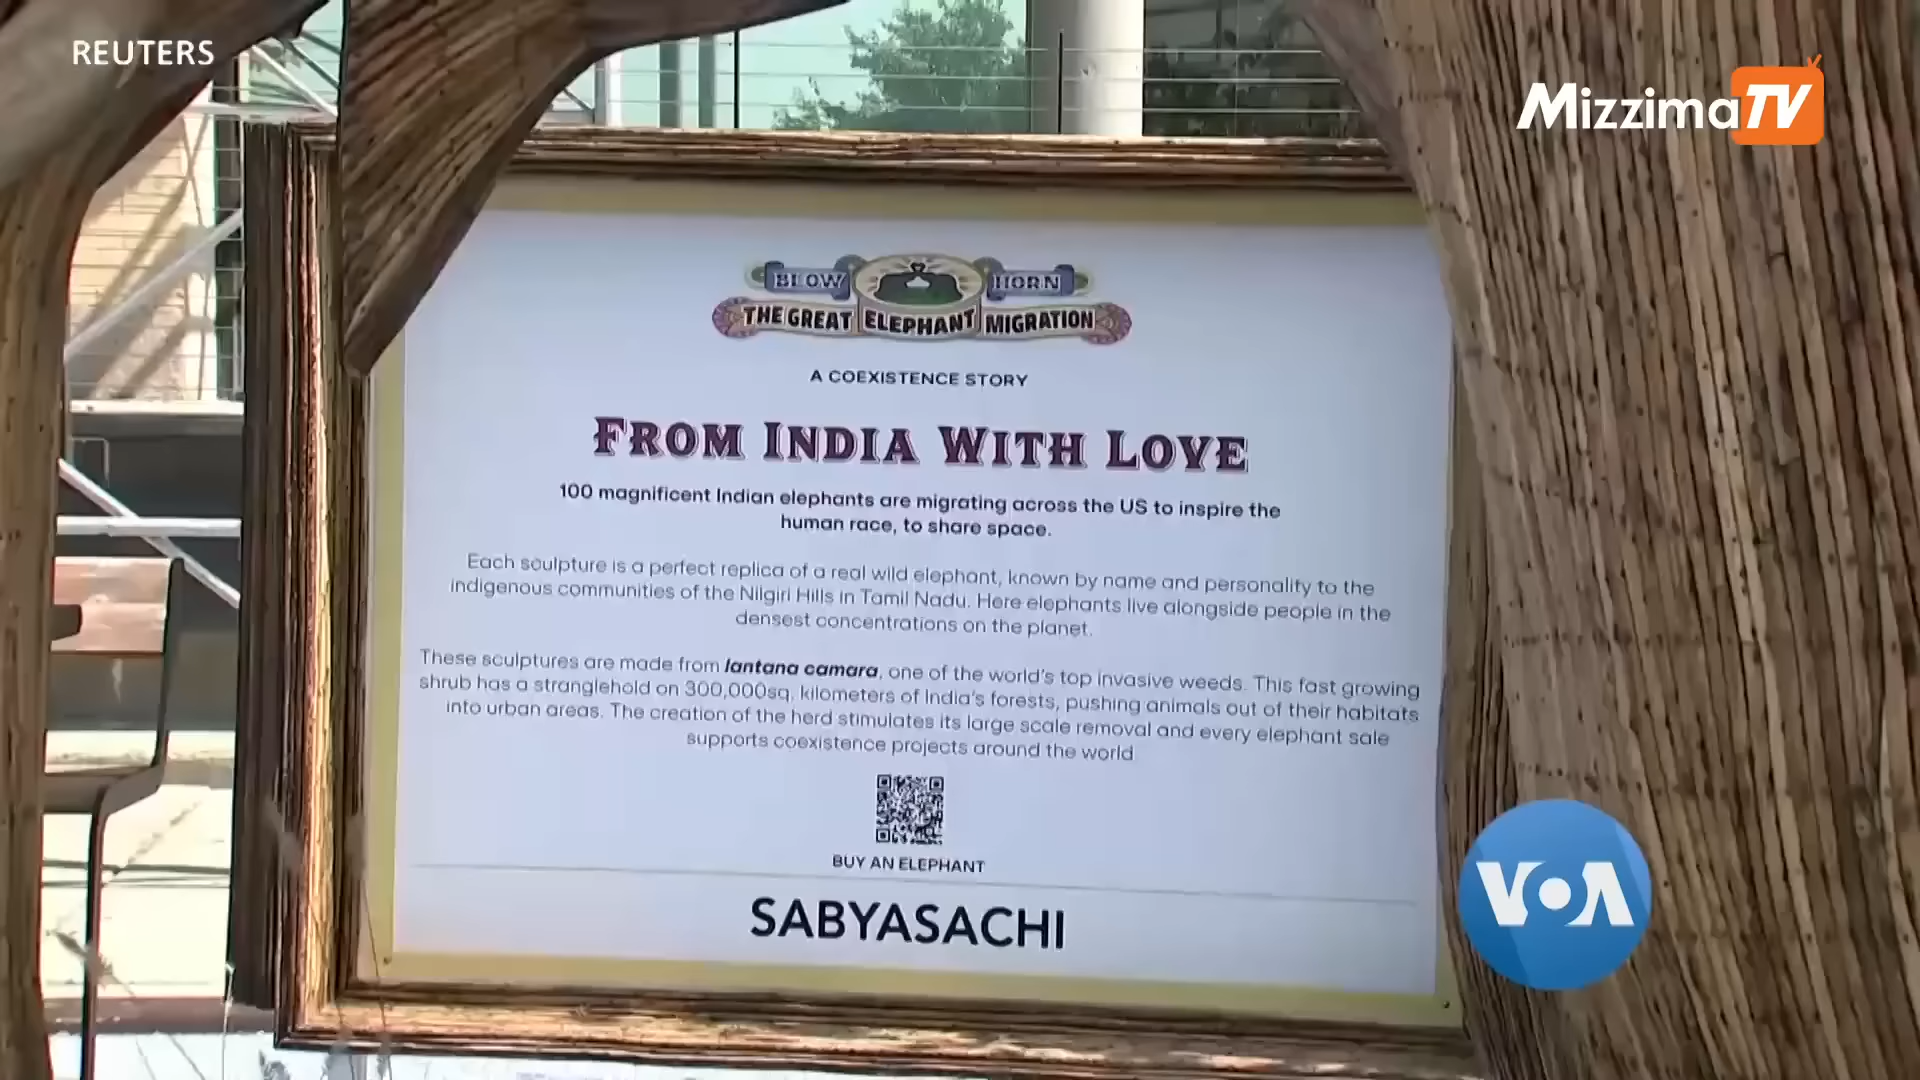 REUTERS
MizzimaTV
BLOW HORN
THE GREAT ELEPHANT MIGRATION
A COEXISTENCE STORY
FROM INDIA WITH LOVE
100 magnificent Indian elephants are migrating across the US to inspire the
human race, to share space.
Each sculpture is a perfect replica of a real wild elephant, known by name and personality to the
indigenous communities of the Nilgiri Hills in Tamil Nadu. Here elephants live alongside people in the
densest concentrations on the planet.
These sculptures are made from lantana camara, one of the world's top invasive weeds. This fast growing
shrub has a stranglehold on 300,000sq. kilometers of India's forests, pushing animals out of their habitats
into urban areas. The creation of the herd stimulates its large scale removal and every elephant sale
supports coexistence projects around the world.
BUY AN ELEPHANT
SABYASACHI
VOA